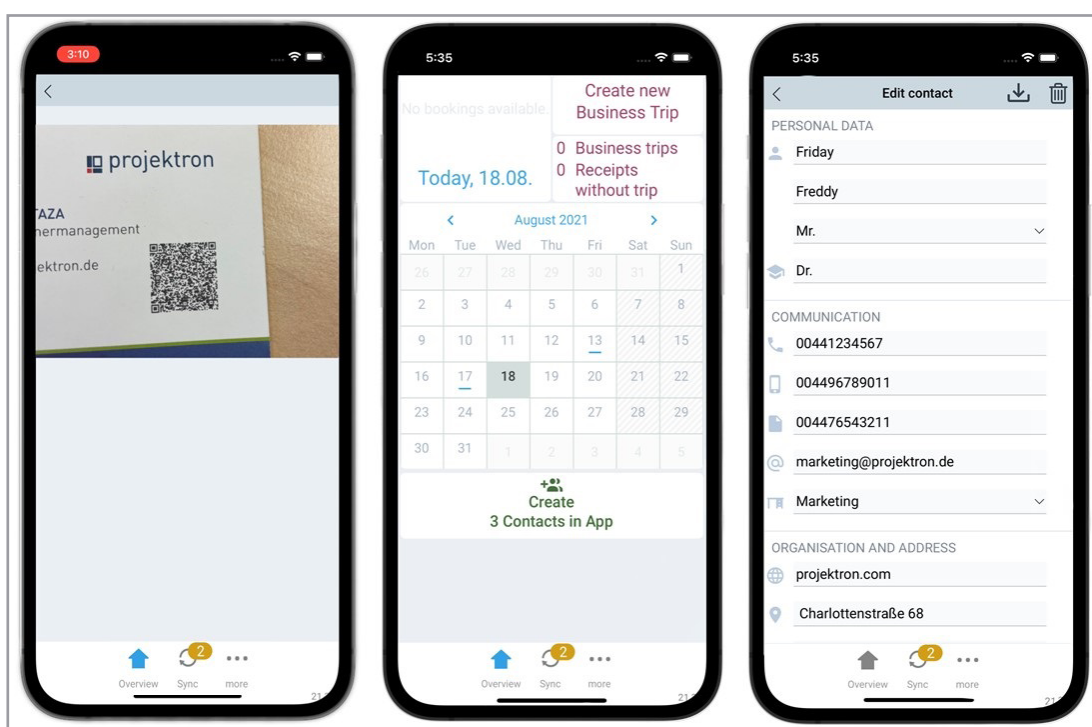 3:10
projektron
TAZA
nermanagement
ektron.de
Overview
Sync
2
more
5:35
No bookings available.
Today, 18.08.
Create new
Business Trip
0 Business trips
0 Receipts
without trip
August 2021
Mon Tue Wed Thu Fri Sat Sun
26 27 28 29 30 31 1
2 3 4 5 6 7 8
9 10 11 12 13 14 15
16 17 18 19 20 21 22
23 24 25 26 27 28 29
30 31 1 2 3 4 5
Create
3 Contacts in App
Overview
Sync
2
more
5:35
Edit contact
PERSONAL DATA
Friday
Freddy
Mr.
Dr.
COMMUNICATION
00441234567
004496789011
004476543211
marketing@projektron.de
Marketing
ORGANISATION AND ADDRESS
projektron.com
Charlottenstraße 68
Overview
Sync
2
more